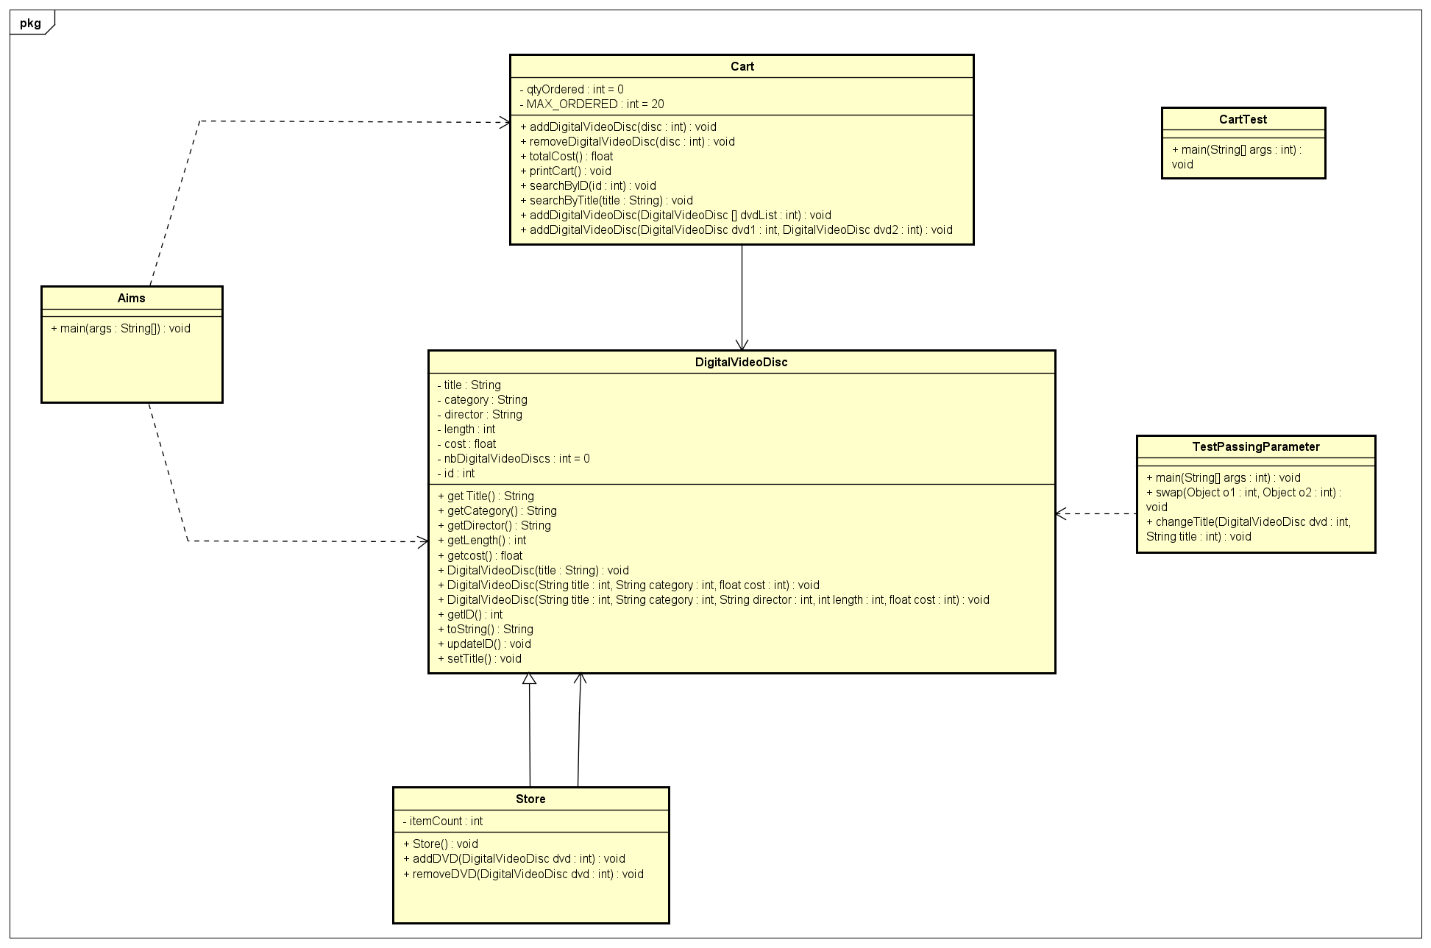 pkg
Cart
- qtyOrdered : int = 0
- MAX_ORDERED : int = 20
+ addDigitalVideoDisc(disc : int) : void
+ removeDigitalVideoDisc(disc : int) : void
+ totalCost() : float
+ printCart() : void
+ searchByID(id : int) : void
+ searchByTitle(title : String) : void
+ addDigitalVideoDisc(DigitalVideoDisc [] dvdList : int) : void
+ addDigitalVideoDisc(DigitalVideoDisc dvd1 : int, DigitalVideoDisc dvd2 : int) : void
CartTest
+ main(String[] args : int) :
void
Aims
+ main(args : String[]) : void
DigitalVideoDisc
- title : String
- category : String
- director : String
- length : int
- cost : float
- nbDigitalVideoDiscs : int = 0
- id : int
+ get Title() : String
+ getCategory() : String
+ getDirector() : String
+ getLength() : int
+ getcost() : float
+ DigitalVideoDisc(title : String) : void
+ DigitalVideoDisc(String title : int, String category : int, float cost : int) : void
+ DigitalVideoDisc(String title : int, String category : int, String director : int, int length : int, float cost : int) : void
+ getID() : int
+ toString() : String
+ updateID() : void
+ setTitle() : void
TestPassingParameter
+ main(String[] args : int) : void
+ swap(Object o1 : int, Object o2 : int) :
void
+ changeTitle(DigitalVideoDisc dvd : int,
String title : int) : void
Store
- itemCount : int
+ Store() : void
+ addDVD(DigitalVideoDisc dvd : int) : void
+ removeDVD(DigitalVideoDisc dvd : int) : void